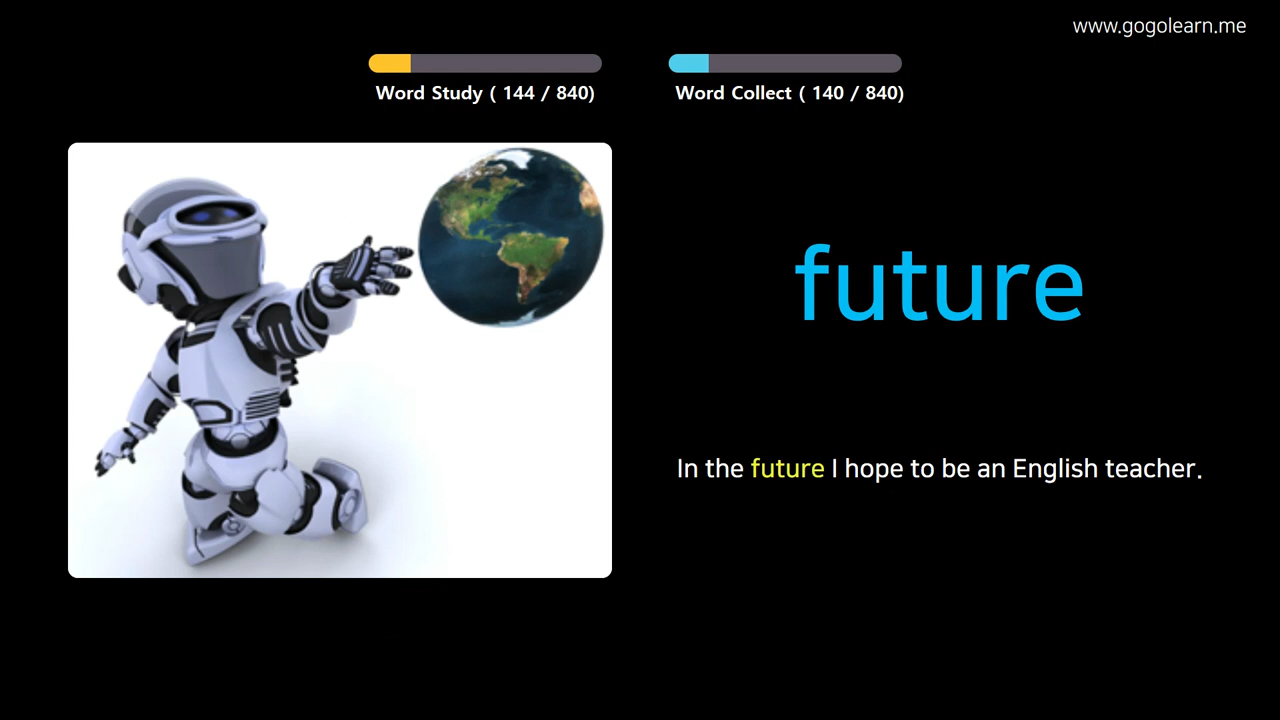 www.gogolearn.me
Word Study ( 144 / 840)
Word Collect ( 140 / 840)
future
In the future I hope to be an English teacher.